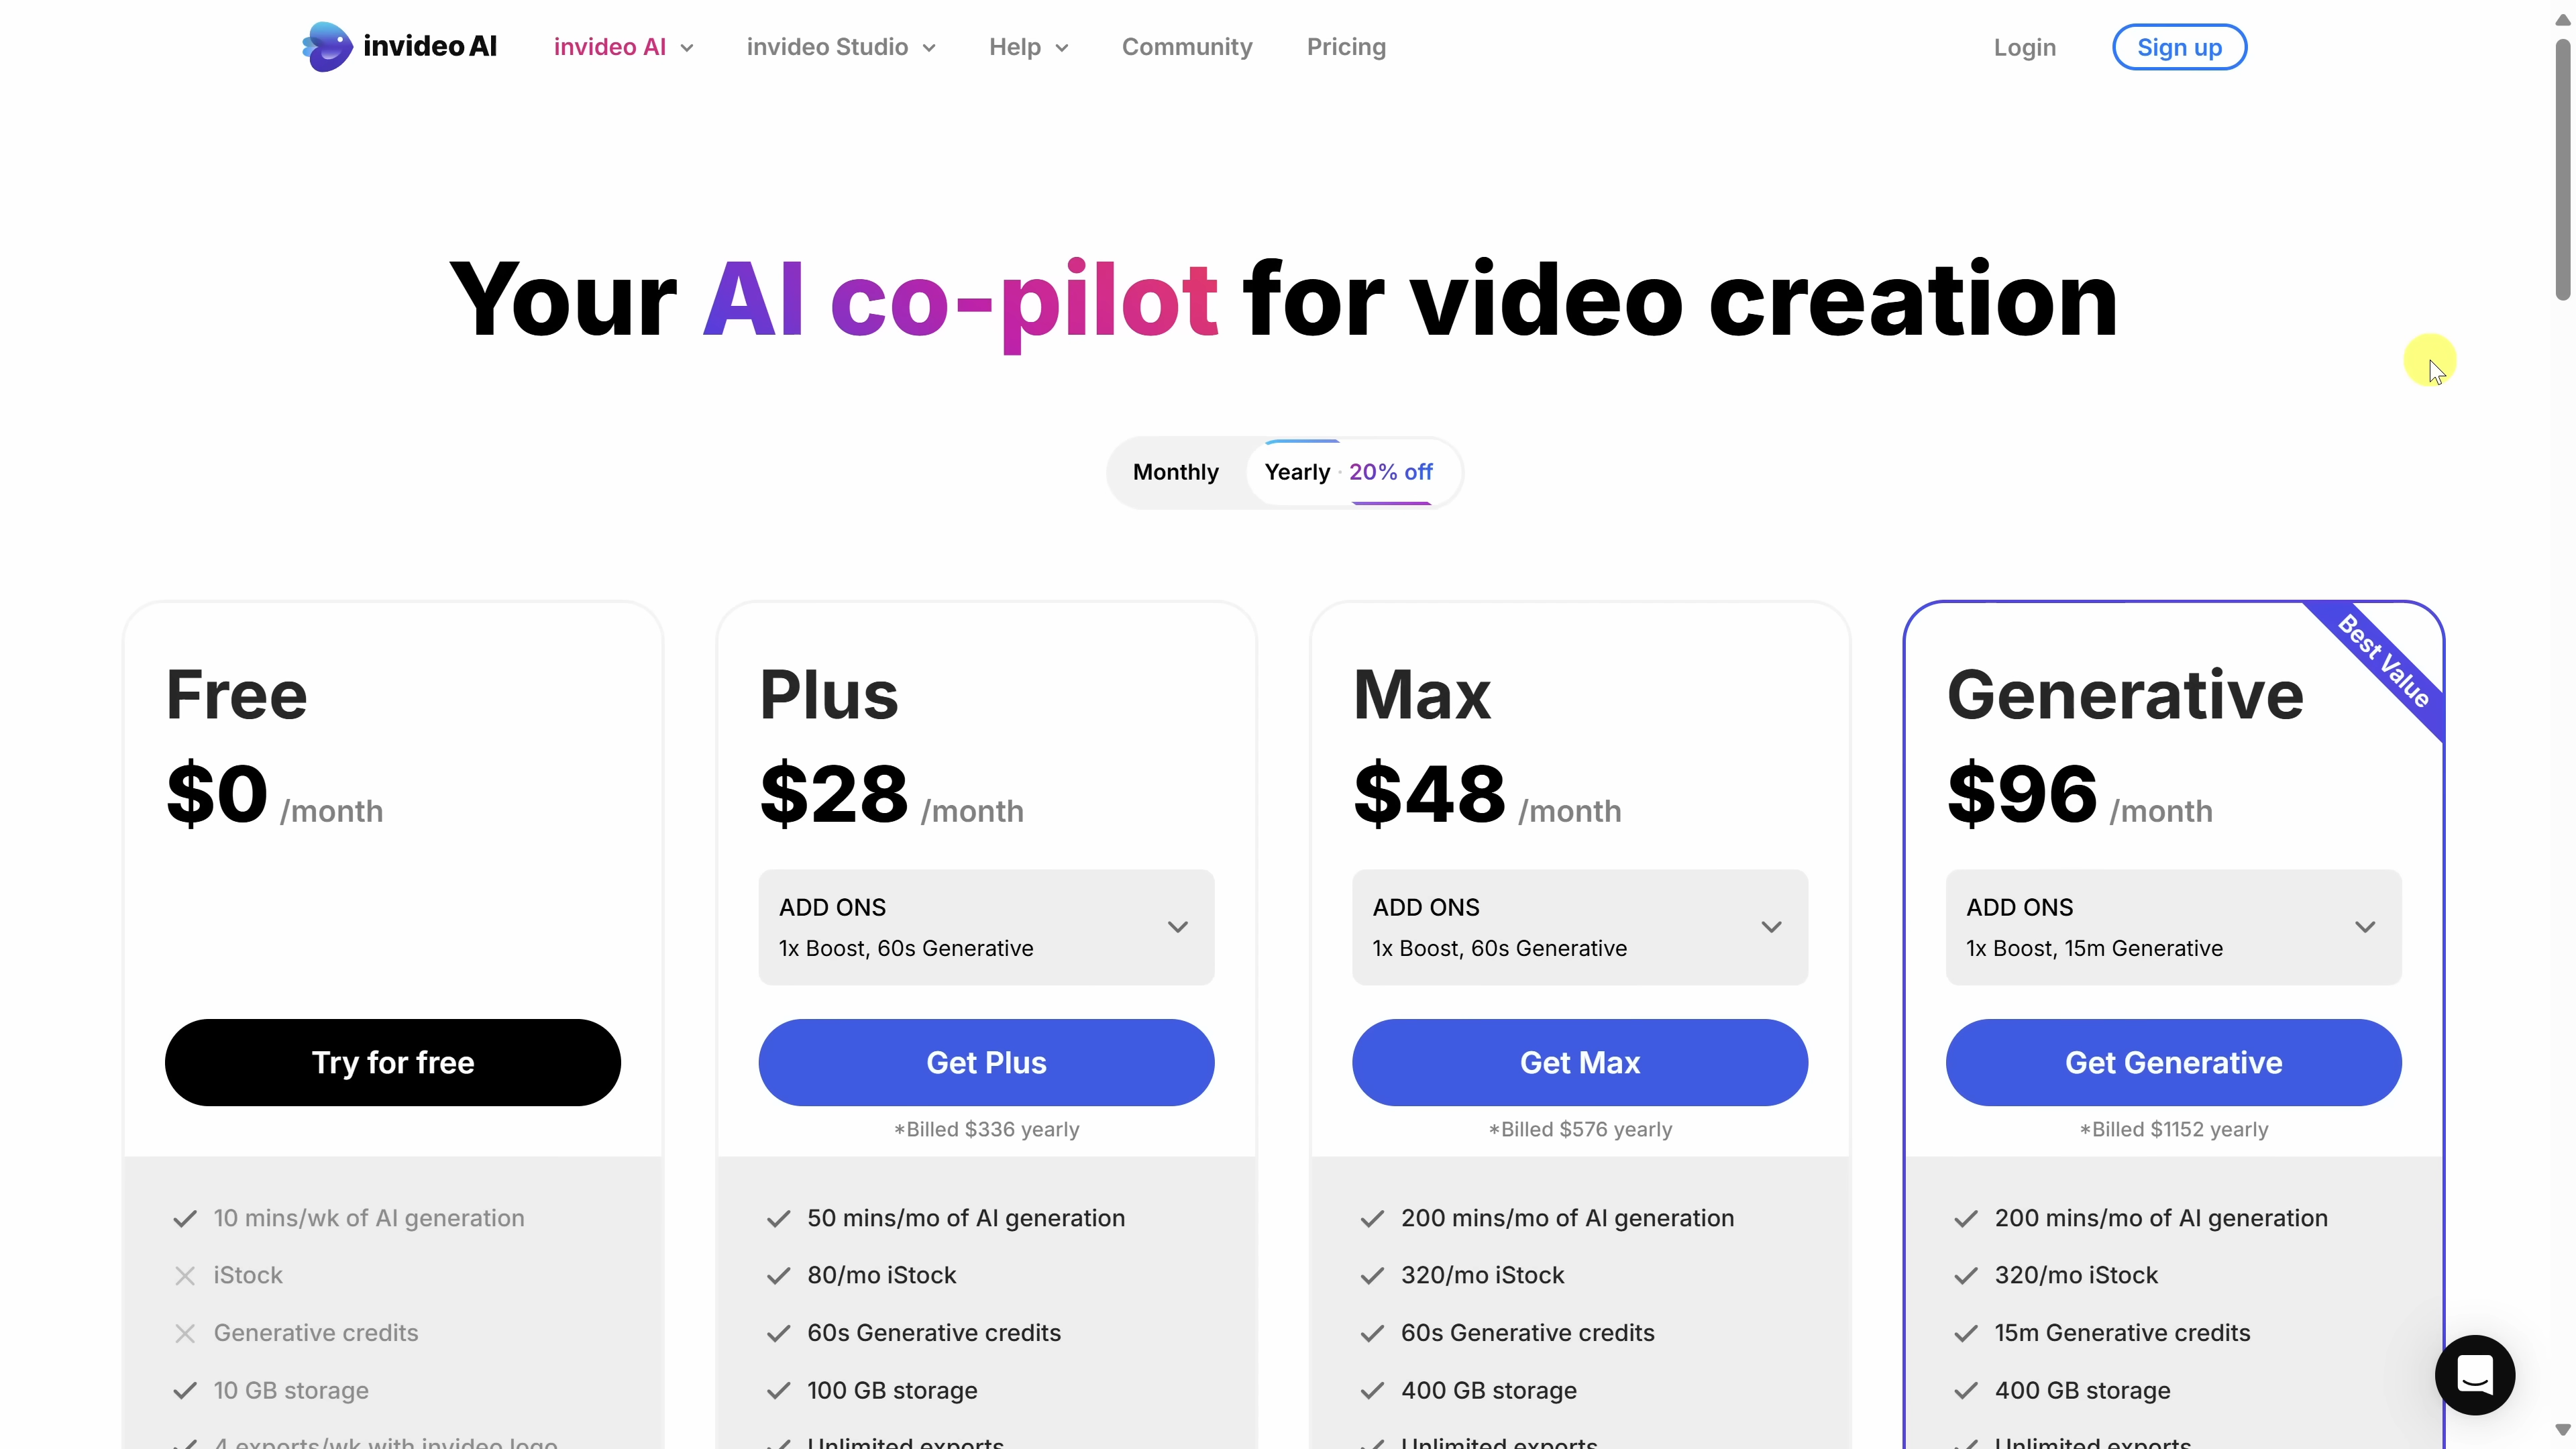 invideo AI
invideo AI
invideo Studio
Help
Community
Pricing
Login
Sign up
Your AI co-pilot for video creation
Monthly
Yearly · 20% off
Free
$0 /month
Try for free
10 mins/wk of AI generation
iStock
Generative credits
10 GB storage
4 exports/wk with invideo logo
Plus
$28 /month
ADD ONS
1x Boost, 60s Generative
Get Plus
*Billed $336 yearly
50 mins/mo of AI generation
80/mo iStock
60s Generative credits
100 GB storage
Unlimited exports
Max
$48 /month
ADD ONS
1x Boost, 60s Generative
Get Max
*Billed $576 yearly
200 mins/mo of AI generation
320/mo iStock
60s Generative credits
400 GB storage
Unlimited exports
Best Value
Generative
$96 /month
ADD ONS
1x Boost, 15m Generative
Get Generative
*Billed $1152 yearly
200 mins/mo of AI generation
320/mo iStock
15m Generative credits
400 GB storage
Unlimited exports